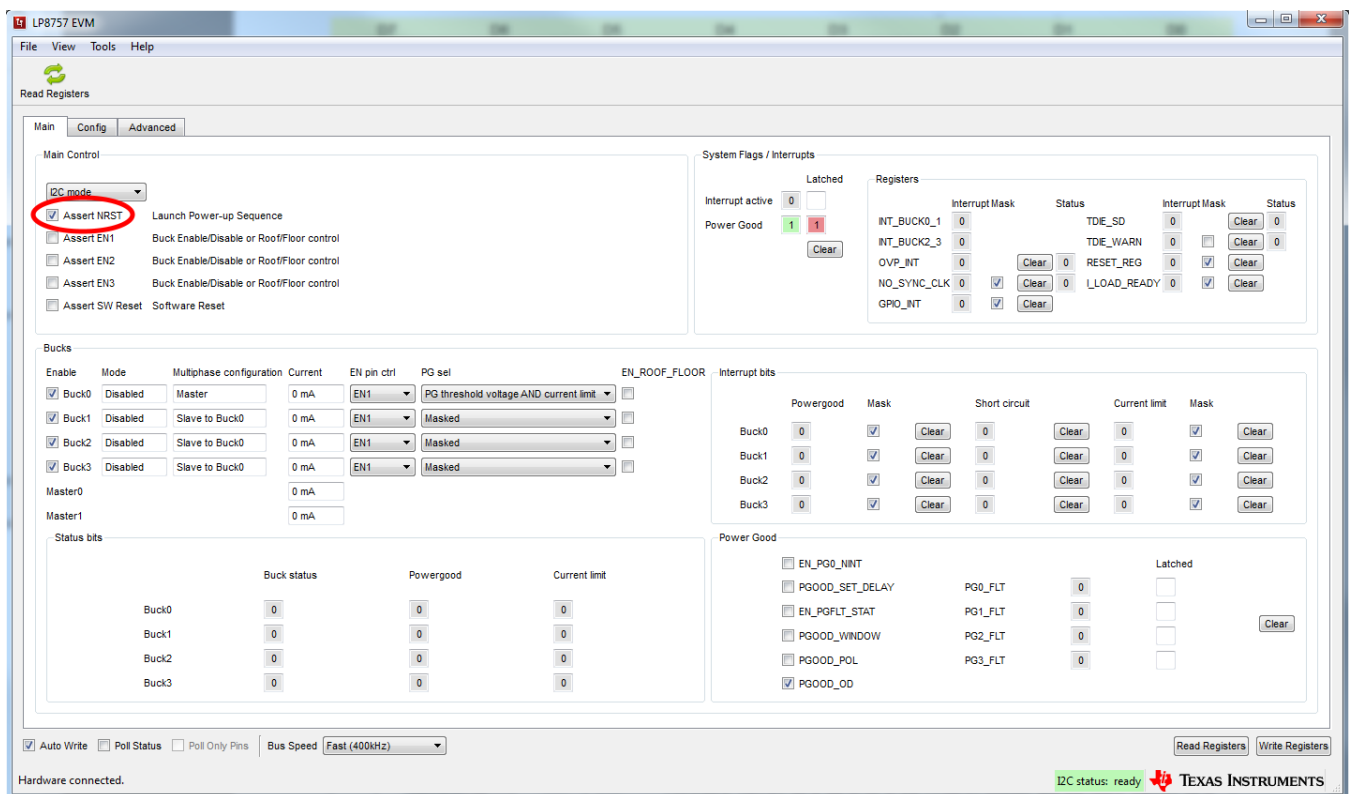 LP8757 EVM
File View Tools Help
Read Registers
Main Config Advanced
Main Control
I2C mode
Assert NRST Launch Power-up Sequence
Assert EN1 Buck Enable/Disable or Roof/Floor control
Assert EN2 Buck Enable/Disable or Roof/Floor control
Assert EN3 Buck Enable/Disable or Roof/Floor control
Assert SW Reset Software Reset
System Flags / Interrupts
Latched
Interrupt active 0
Power Good 1 1
Clear
Registers
Interrupt Mask Status Interrupt Mask Status
INT_BUCK0_1 0 TDIE_SD 0 Clear 0
INT_BUCK2_3 0 TDIE_WARN 0 Clear 0
OVP_INT 0 Clear 0 RESET_REG 0 Clear
NO_SYNC_CLK 0 Clear 0 I_LOAD_READY 0 Clear
GPIO_INT 0 Clear
Bucks
Enable Mode Multiphase configuration Current EN pin ctrl PG sel EN_ROOF_FLOOR
Buck0 Disabled Master 0 mA EN1 PG threshold voltage AND current limit
Buck1 Disabled Slave to Buck0 0 mA EN1 Masked
Buck2 Disabled Slave to Buck0 0 mA EN1 Masked
Buck3 Disabled Slave to Buck0 0 mA EN1 Masked
Master0 0 mA
Master1 0 mA
Interrupt bits
Powergood Mask Short circuit Current limit Mask
Buck0 0 Clear 0 Clear 0 Clear
Buck1 0 Clear 0 Clear 0 Clear
Buck2 0 Clear 0 Clear 0 Clear
Buck3 0 Clear 0 Clear 0 Clear
Status bits
Buck status Powergood Current limit
Buck0 0 0 0
Buck1 0 0 0
Buck2 0 0 0
Buck3 0 0 0
Power Good
EN_PG0_NINT Latched
PGOOD_SET_DELAY PG0_FLT 0
EN_PGFLT_STAT PG1_FLT 0
Clear
PGOOD_WINDOW PG2_FLT 0
PGOOD_POL PG3_FLT 0
PGOOD_OD
Auto Write Poll Status Poll Only Pins Bus Speed Fast (400kHz) Read Registers Write Registers
Hardware connected. I2C status: ready TEXAS INSTRUMENTS